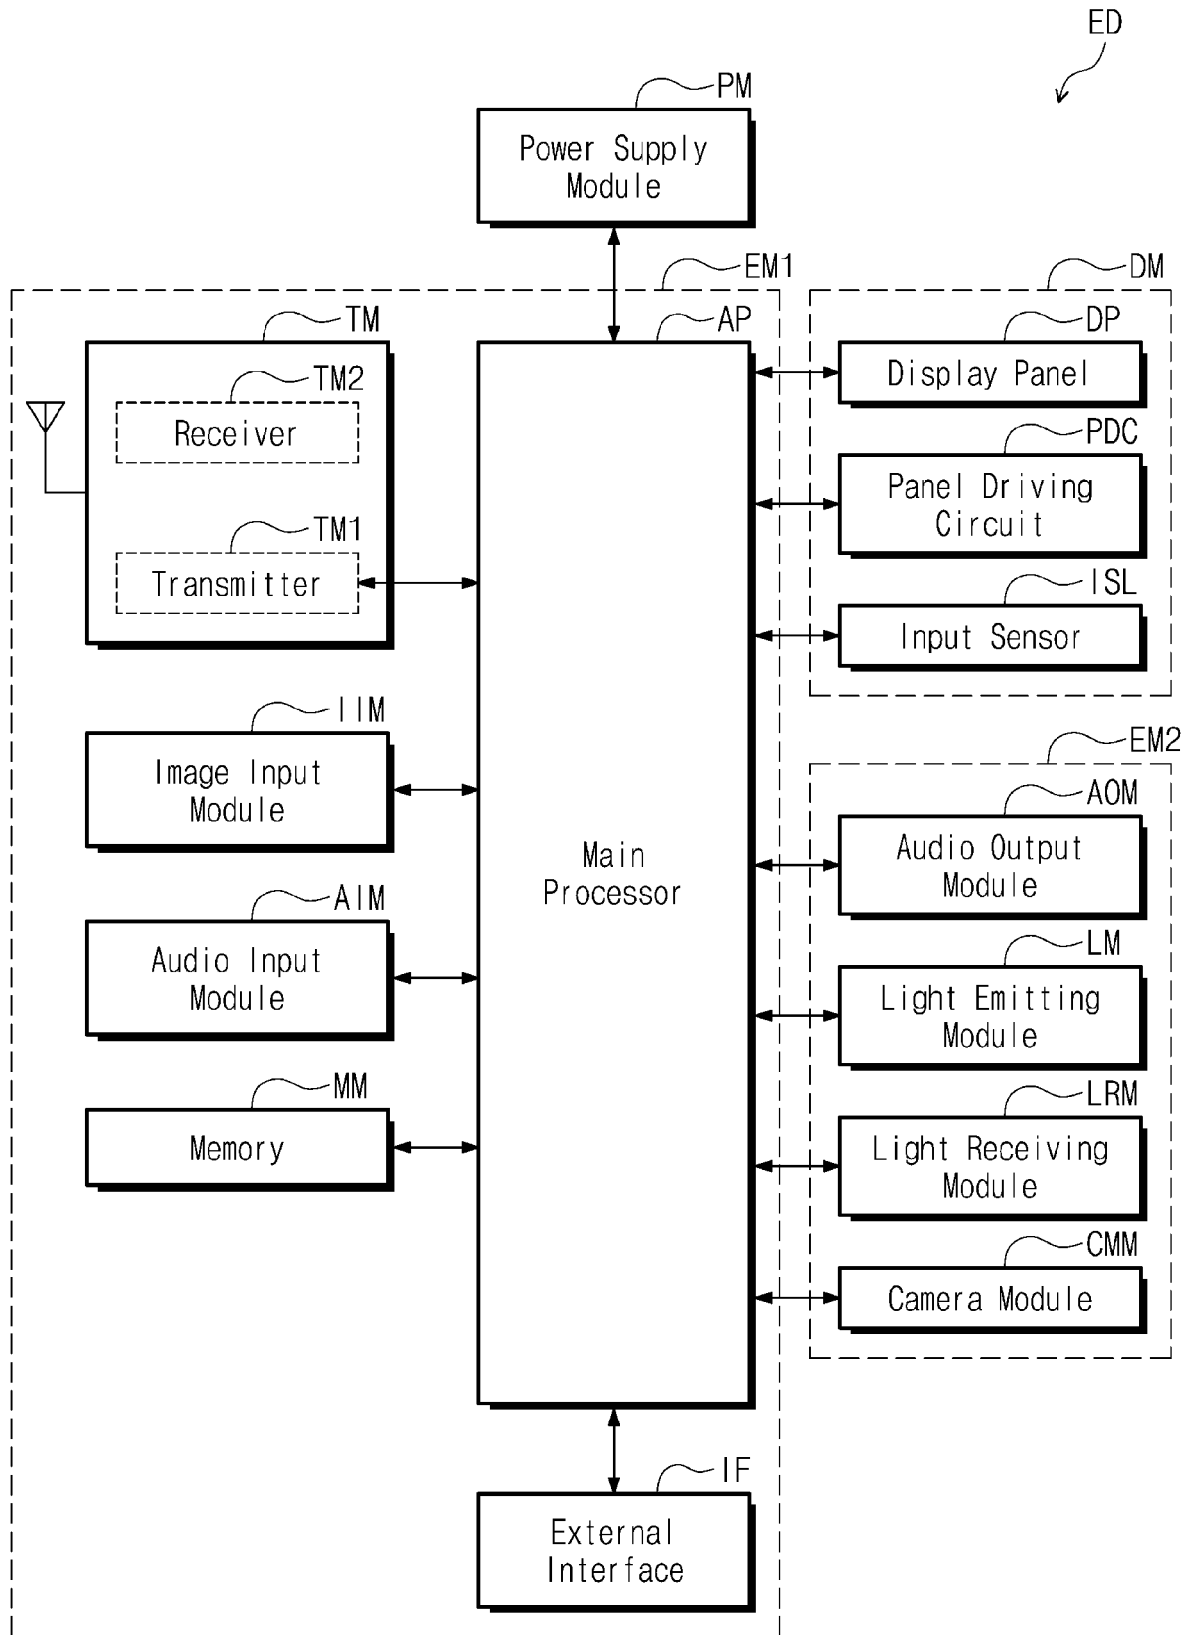 ED
PM
Power Supply
Module
EM1
DM
TM
AP
DP
Display Panel
TM2
Receiver
PDC
Panel Driving
Circuit
TM1
Transmitter
ISL
Input Sensor
IIM
Image Input
Module
EM2
AOM
Audio Output
Module
Main
Processor
AIM
Audio Input
Module
LM
Light Emitting
Module
MM
Memory
LRM
Light Receiving
Module
CMM
Camera Module
IF
External
Interface